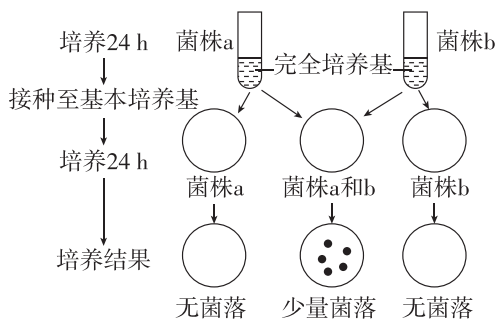 培养24 h
菌株a
菌株b
完全培养基
接种至基本培养基
培养24 h
菌株a
菌株a和b
菌株b
培养结果
无菌落
少量菌落
无菌落